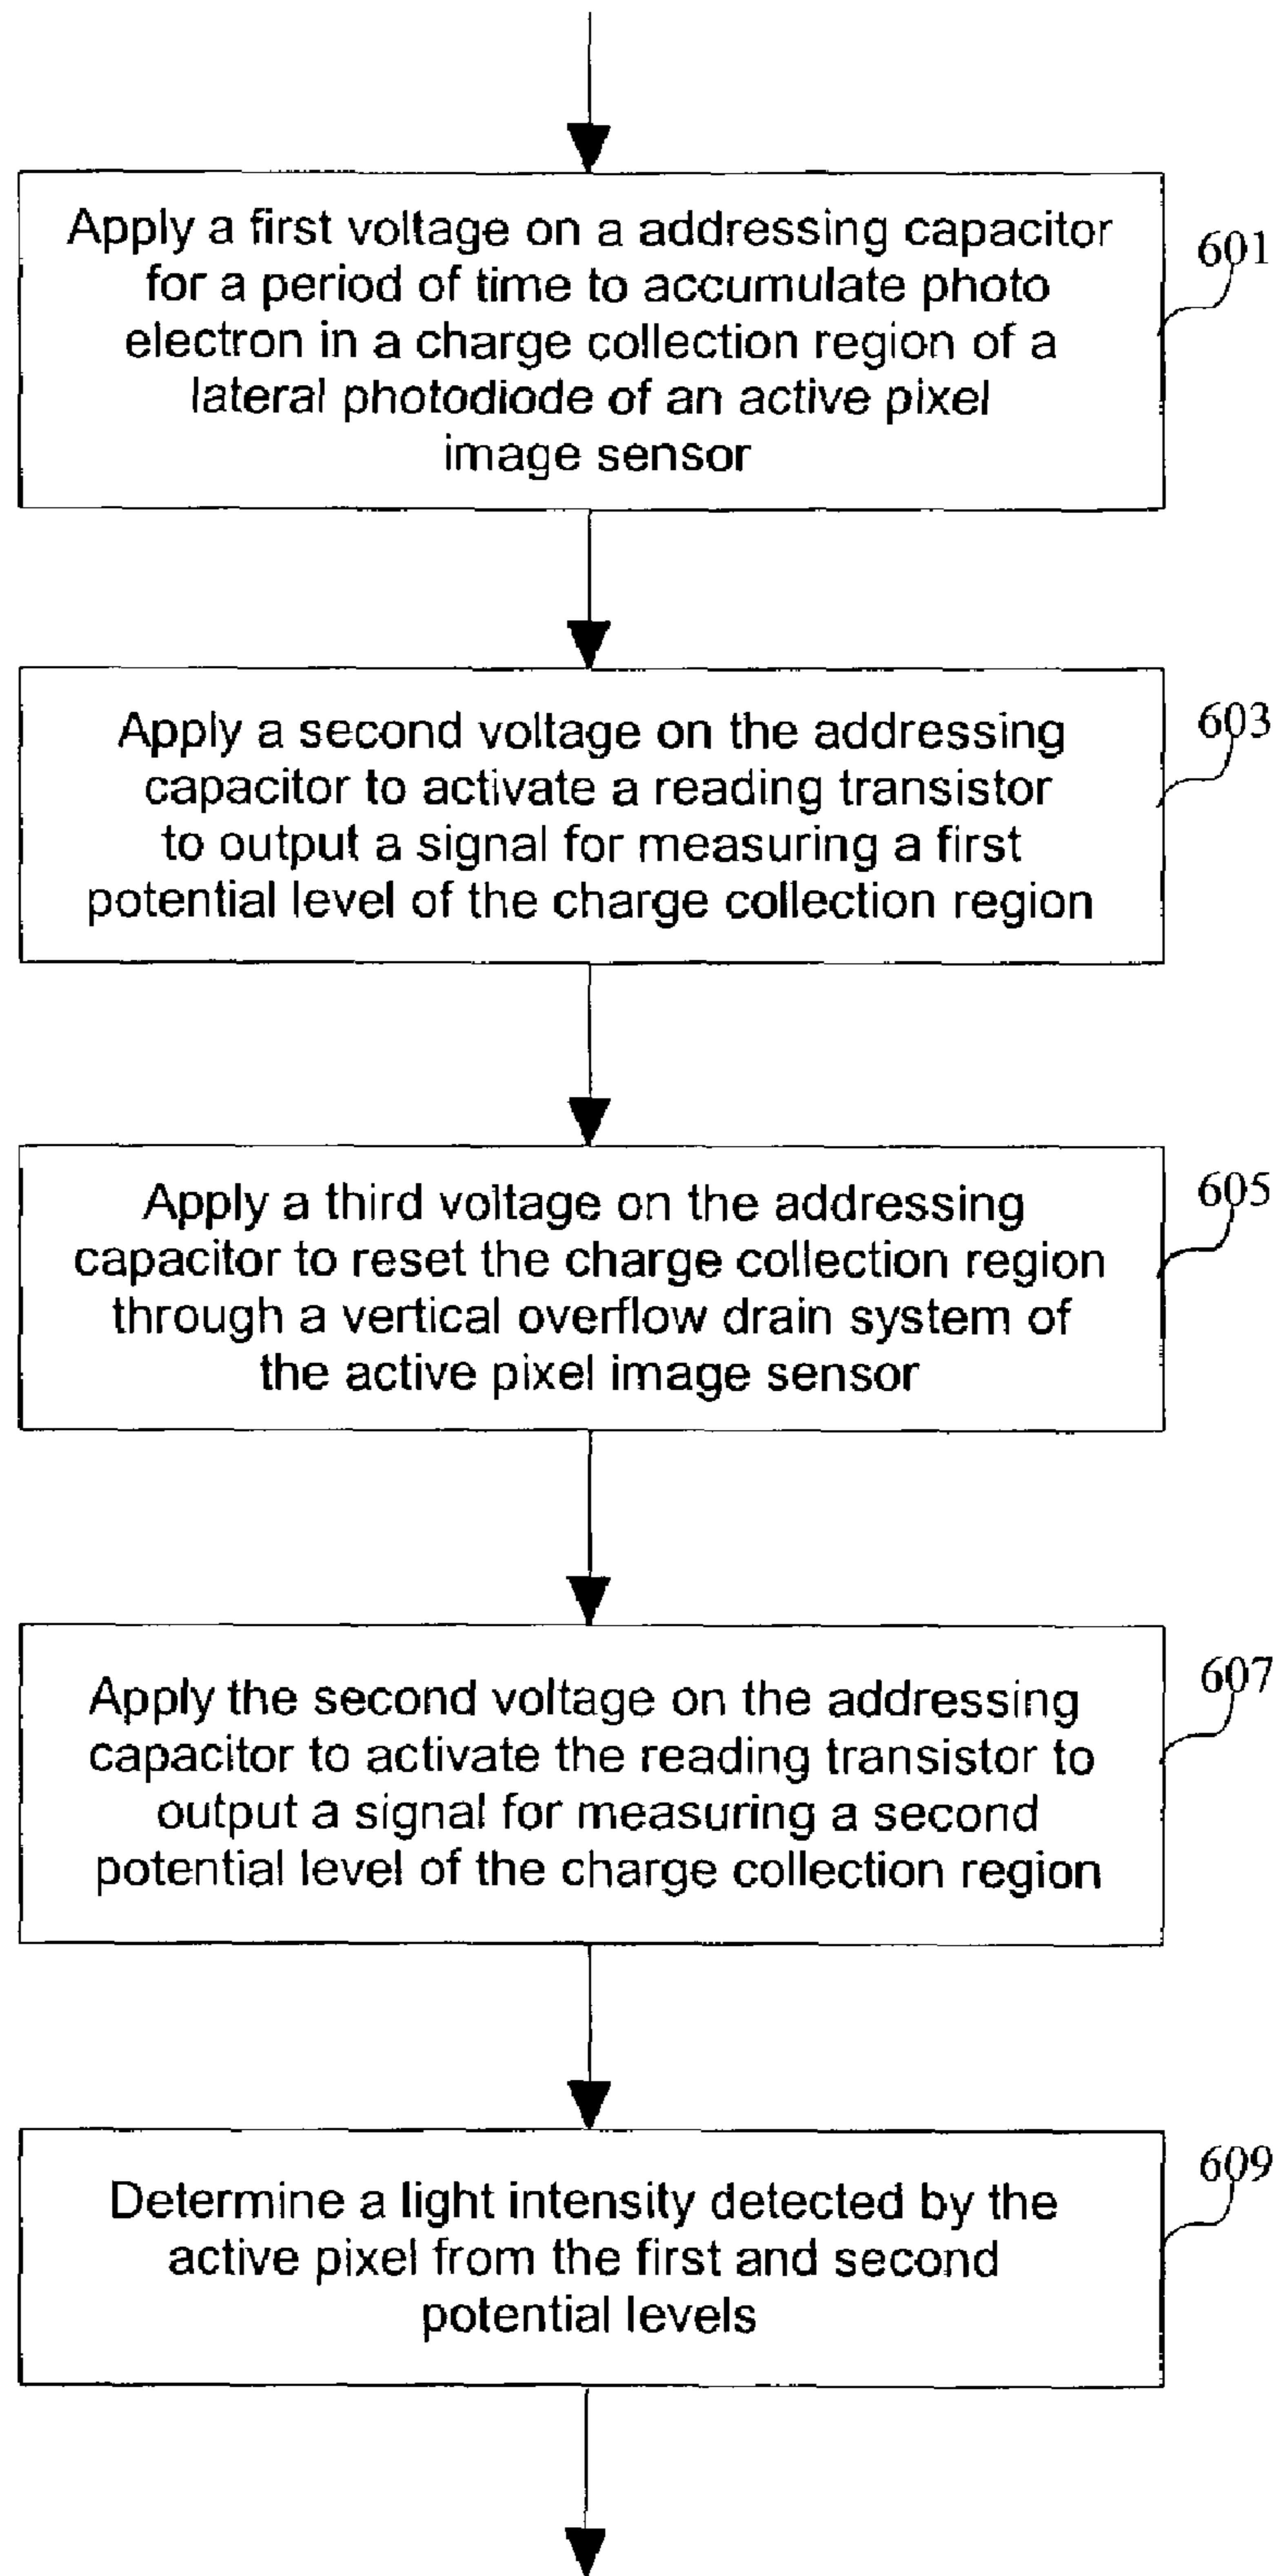 Apply a first voltage on a addressing capacitor
for a period of time to accumulate photo
electron in a charge collection region of a
lateral photodiode of an active pixel
image sensor
601
Apply a second voltage on the addressing
capacitor to activate a reading transistor
to output a signal for measuring a first
potential level of the charge collection region
603
Apply a third voltage on the addressing
capacitor to reset the charge collection region
through a vertical overflow drain system of
the active pixel image sensor
605
Apply the second voltage on the addressing
capacitor to activate the reading transistor to
output a signal for measuring a second
potential level of the charge collection region
607
Determine a light intensity detected by the
active pixel from the first and second
potential levels
609